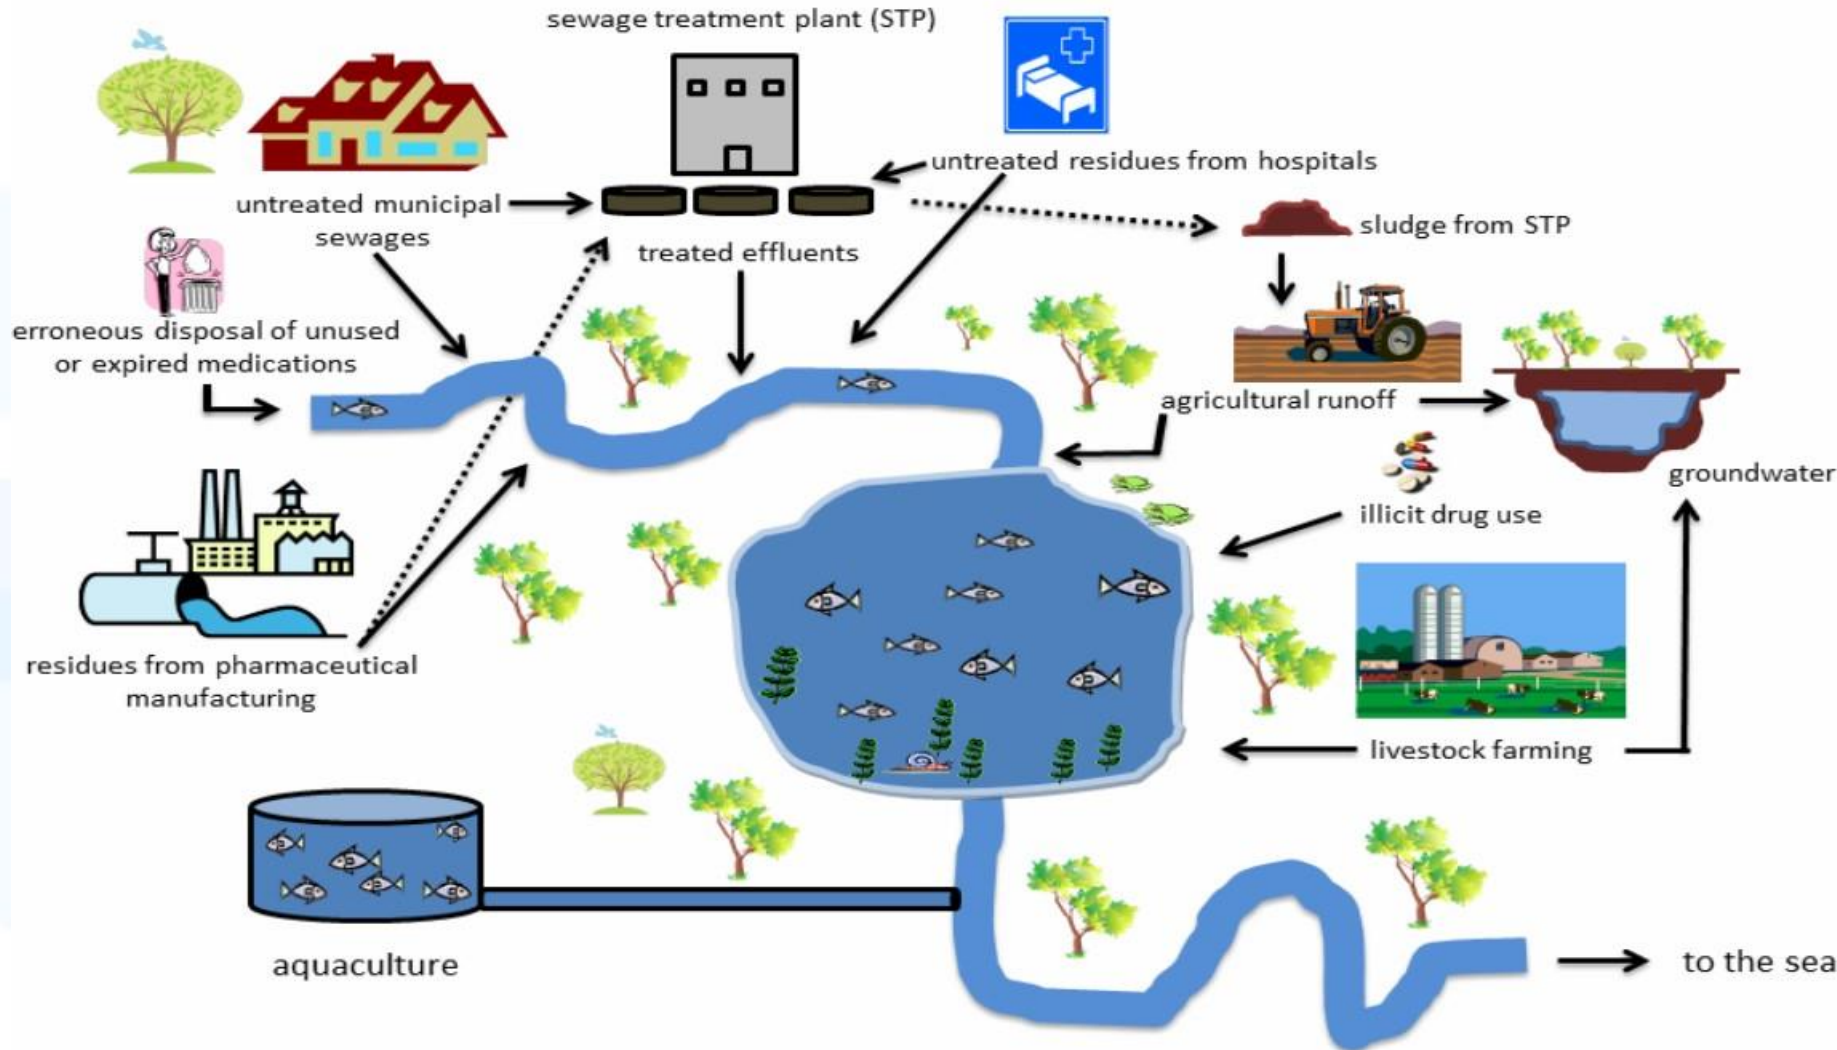 sewage treatment plant (STP)
untreated residues from hospitals
untreated municipal
sewages
sludge from STP
treated effluents
erroneous disposal of unused
or expired medications
agricultural runoff
groundwater
illicit drug use
residues from pharmaceutical
manufacturing
livestock farming
aquaculture
to the sea